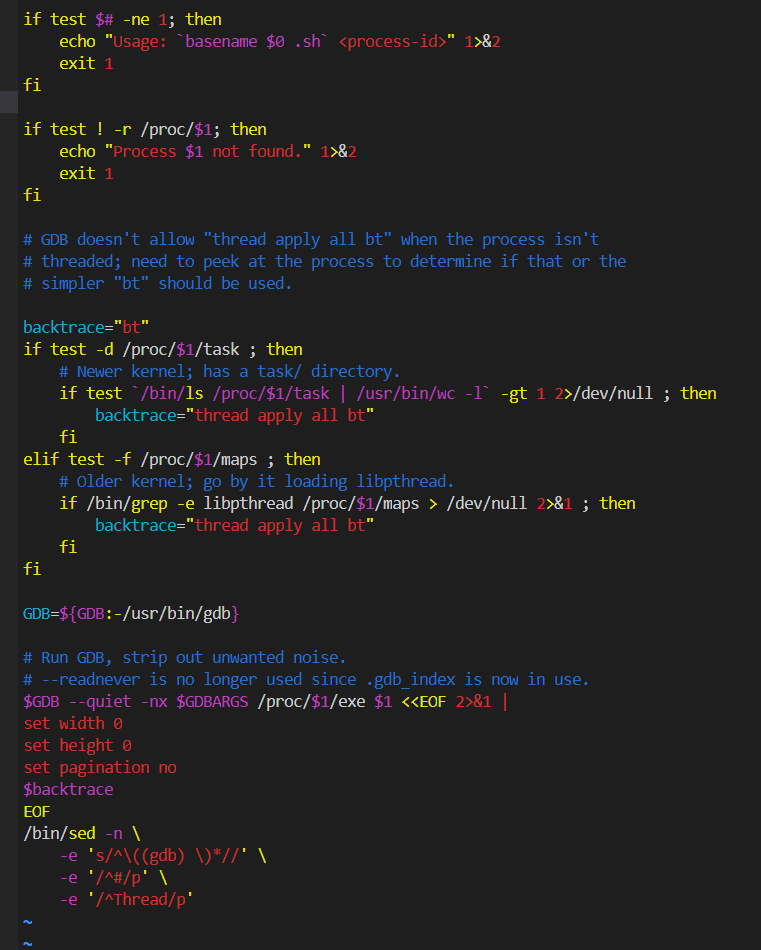 if test $# -ne 1; then
    echo "Usage: `basename $0 .sh` <process-id>" 1>&2
    exit 1
fi

if test ! -r /proc/$1; then
    echo "Process $1 not found." 1>&2
    exit 1
fi

# GDB doesn't allow "thread apply all bt" when the process isn't
# threaded; need to peek at the process to determine if that or the
# simpler "bt" should be used.

backtrace="bt"
if test -d /proc/$1/task ; then
    # Newer kernel; has a task/ directory.
    if test `/bin/ls /proc/$1/task | /usr/bin/wc -l` -gt 1 2>/dev/null ; then
        backtrace="thread apply all bt"
    fi
elif test -f /proc/$1/maps ; then
    # Older kernel; go by it loading libpthread.
    if /bin/grep -e libpthread /proc/$1/maps > /dev/null 2>&1 ; then
        backtrace="thread apply all bt"
    fi
fi

GDB=${GDB:-/usr/bin/gdb}

# Run GDB, strip out unwanted noise.
# --readnever is no longer used since .gdb_index is now in use.
$GDB --quiet -nx $GDBARGS /proc/$1/exe $1 <<EOF 2>&1 |
set width 0
set height 0
set pagination no
$backtrace
EOF
/bin/sed -n \
    -e 's/^\((gdb) \)*//' \
    -e '/^#/p' \
    -e '/^Thread/p'
~
~